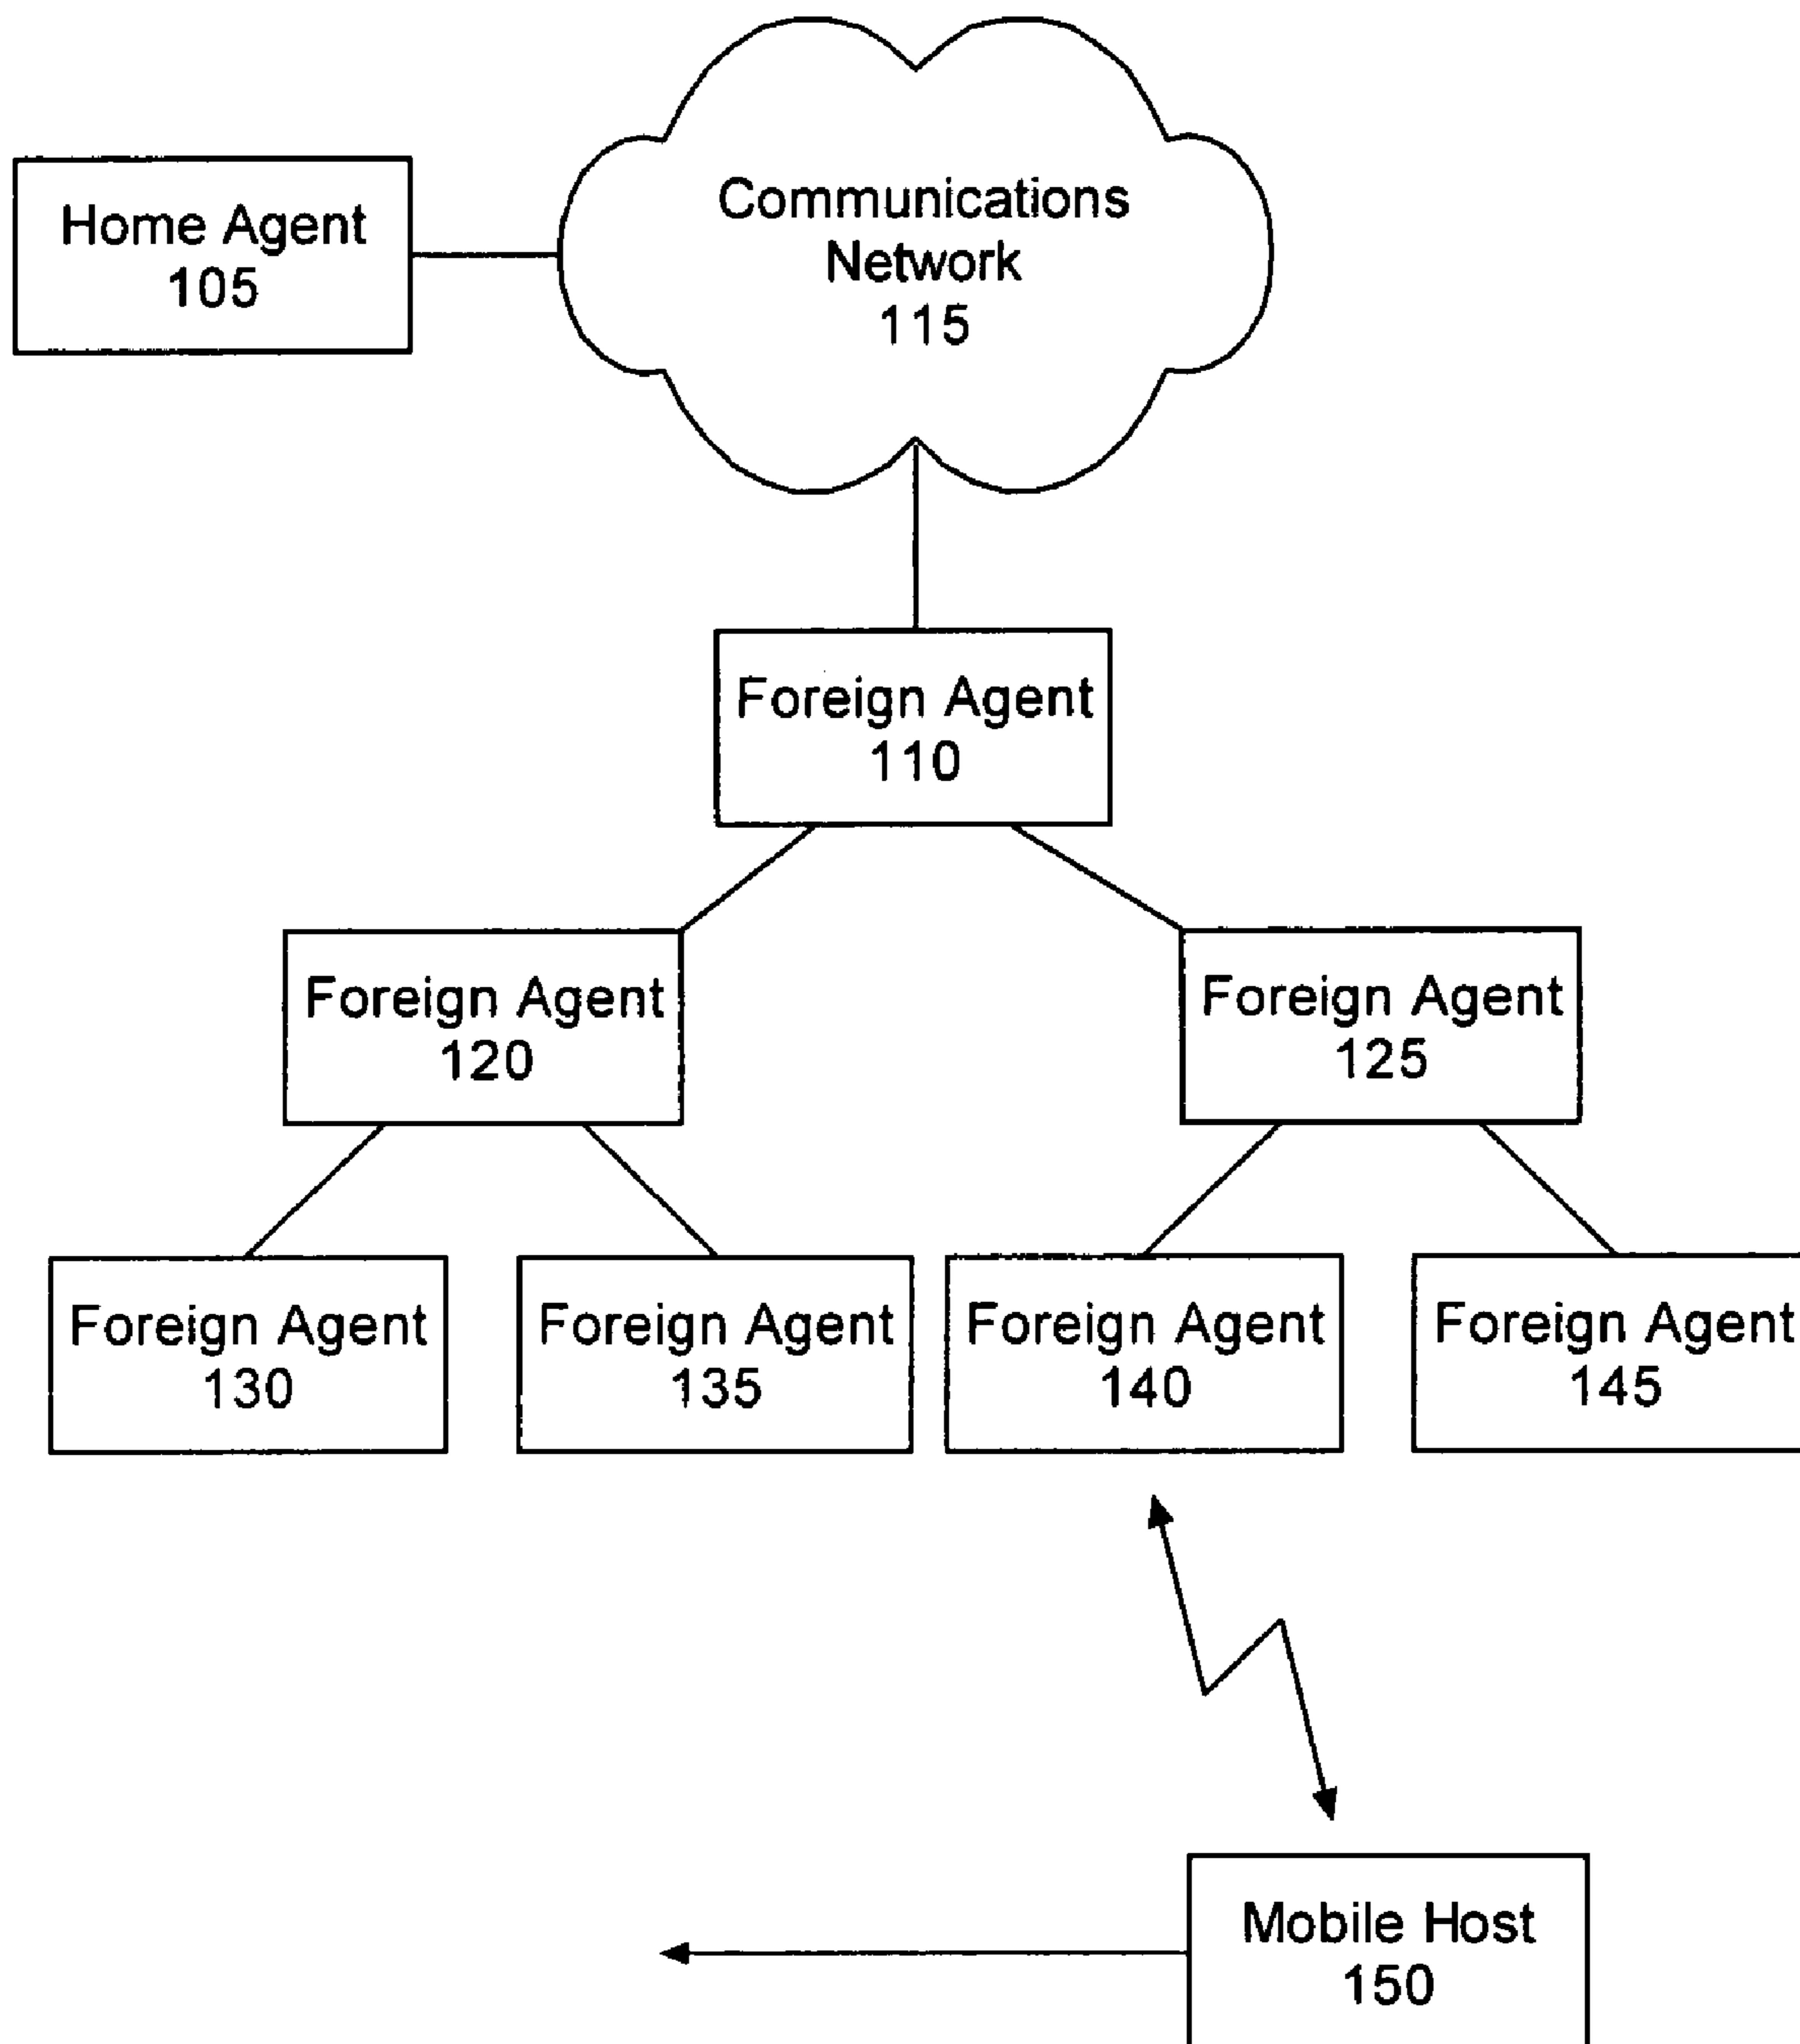 Communications
Network
115
Home Agent
105
Foreign Agent
110
Foreign Agent
120
Foreign Agent
125
Foreign Agent
130
Foreign Agent
135
Foreign Agent
140
Foreign Agent
145
Mobile Host
150